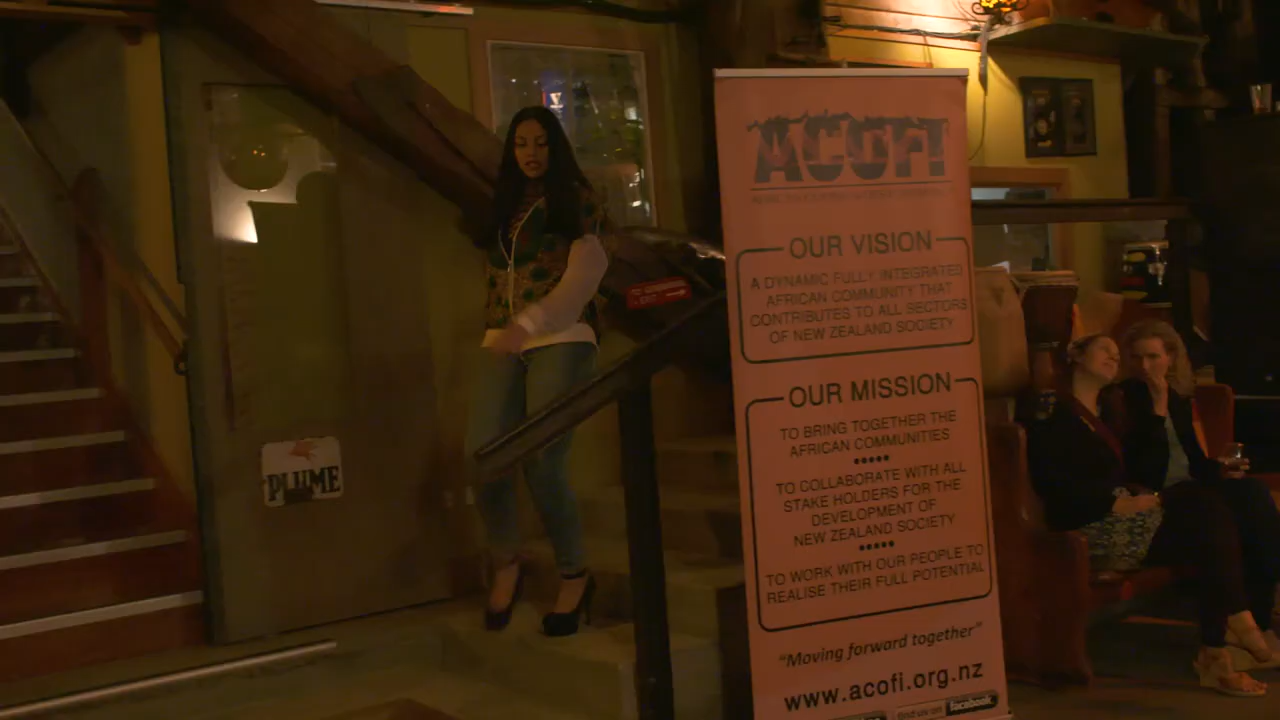 ACOFI
OUR VISION
A DYNAMIC FULLY INTEGRATED
AFRICAN COMMUNITY THAT
CONTRIBUTES TO ALL SECTORS
OF NEW ZEALAND SOCIETY
OUR MISSION
TO BRING TOGETHER THE
AFRICAN COMMUNITIES
TO COLLABORATE WITH ALL
STAKE HOLDERS FOR THE
DEVELOPMENT OF
NEW ZEALAND SOCIETY
TO WORK WITH OUR PEOPLE TO
REALISE THEIR FULL POTENTIAL
"Moving forward together"
www.acofi.org.nz
find us on facebook
PLUME